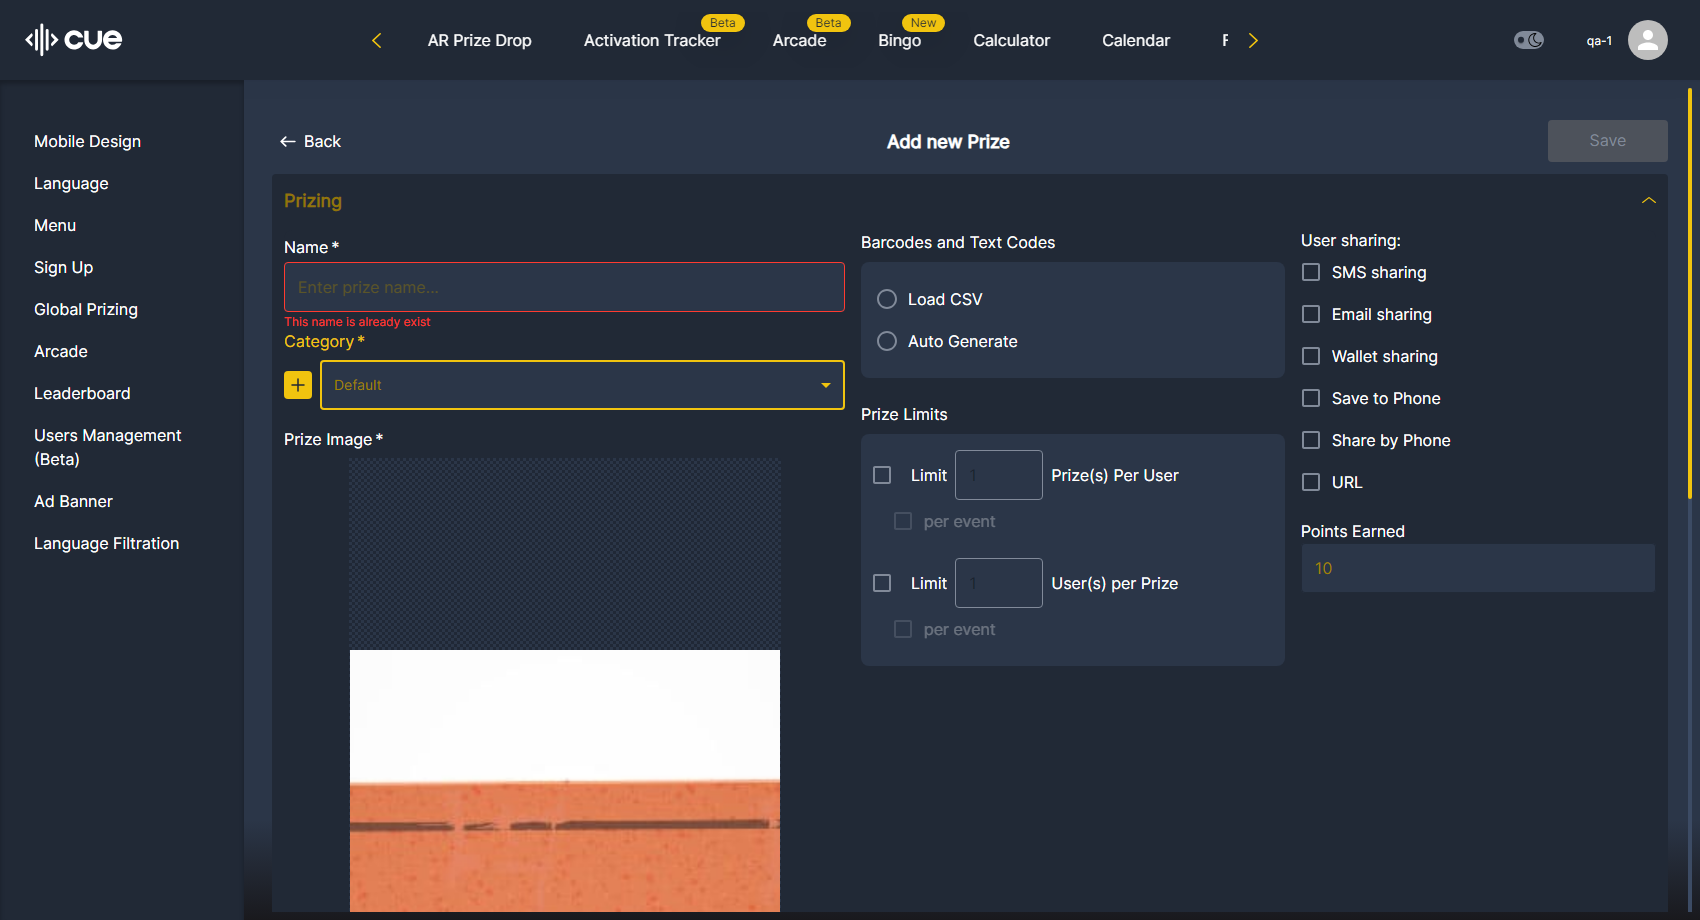 cue
AR Prize Drop
Activation Tracker
Beta
Arcade
Beta
Bingo
New
Calculator
Calendar
qa-1
Mobile Design
Language
Menu
Sign Up
Global Prizing
Arcade
Leaderboard
Users Management
(Beta)
Ad Banner
Language Filtration
Back
Add new Prize
Save
Prizing
Name *
Enter prize name...
This name is already exist
Category *
Default
Prize Image *
Barcodes and Text Codes
Load CSV
Auto Generate
Prize Limits
Limit 1 Prize(s) Per User
per event
Limit 1 User(s) per Prize
per event
User sharing:
SMS sharing
Email sharing
Wallet sharing
Save to Phone
Share by Phone
URL
Points Earned
10